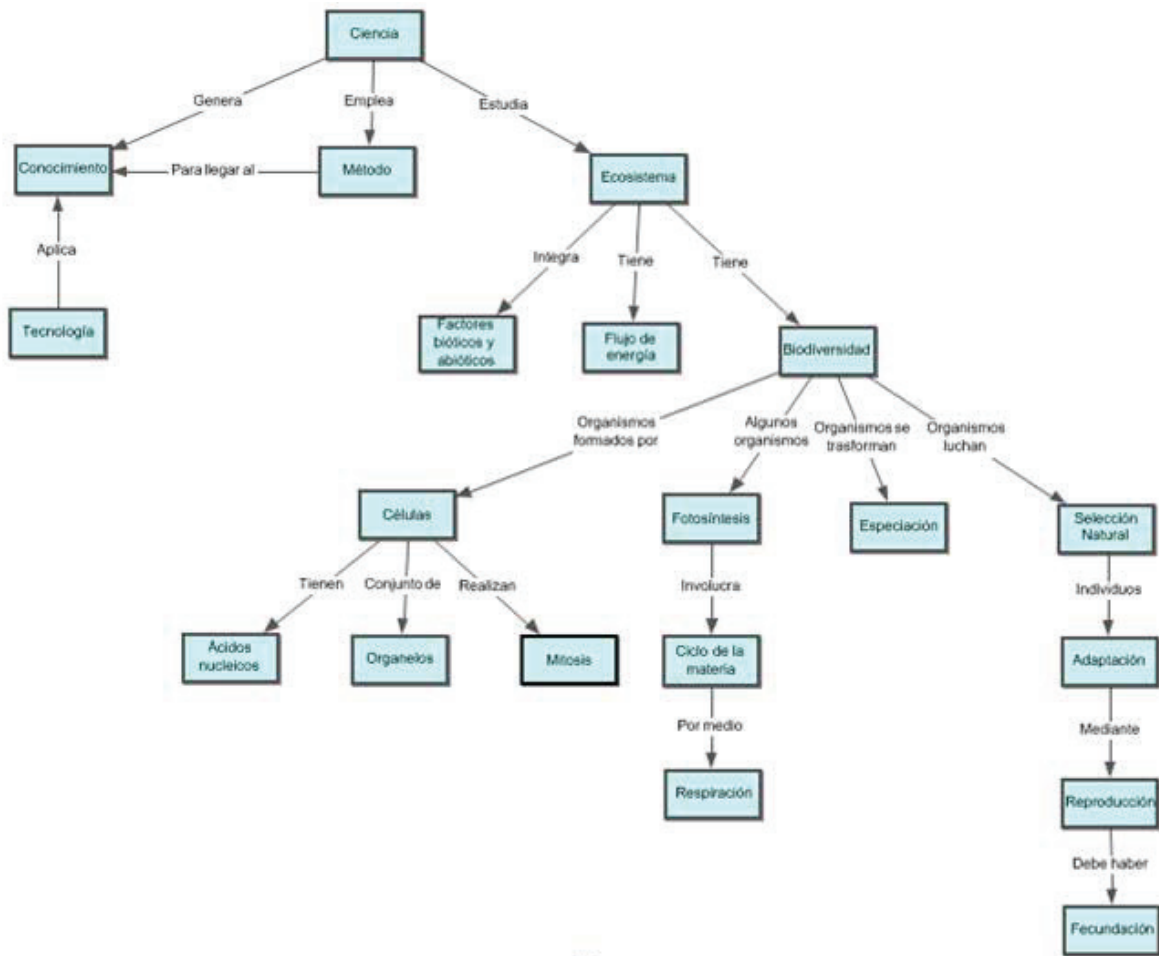 Ciencia
Genera
Emplea
Estudia
Conocimiento
Para llegar al
Método
Ecosistema
Aplica
Integra
Tiene
Tiene
Tecnología
Factores
bióticos y
abióticos
Flujo de
energía
Biodiversidad
Organismos
formados por
Algunos
organismos
Organismos se
trasforman
Organismos
luchan
Células
Fotosíntesis
Especiación
Selección
Natural
Tienen
Conjunto de
Realizan
Involucra
Individuos
Ácidos
nucleicos
Organelos
Mitosis
Ciclo de la
materia
Adaptación
Por medio
Mediante
Respiración
Reproducción
Debe haber
Fecundación